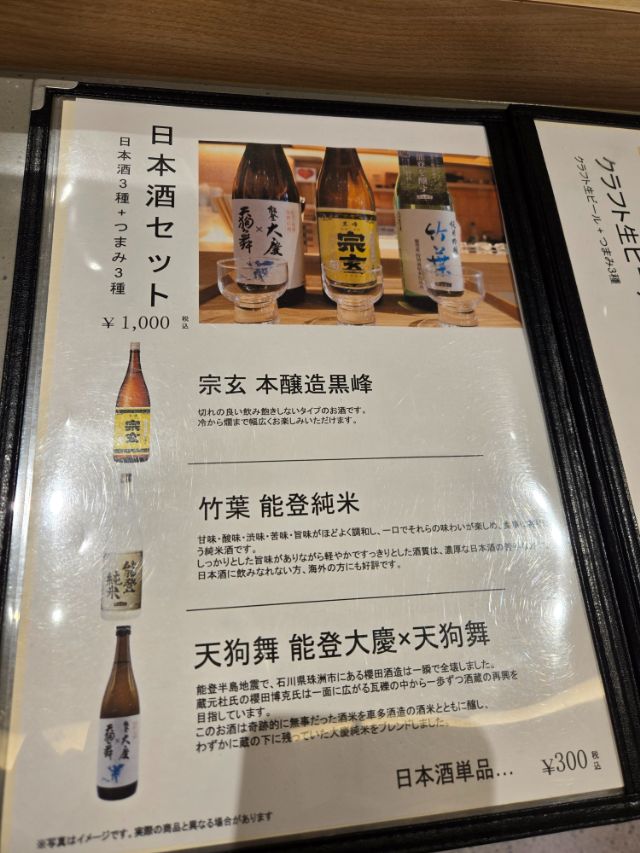 日本酒セット
日本酒3種+つまみ3種
¥1,000 税込
能登大慶
×
天狗舞
宗玄
竹葉
クラフト生ビ
クラフト生ビール+つまみ3種
宗玄
宗玄 本醸造黒峰
切れの良い飲み飽きしないタイプのお酒です。
冷から燗まで幅広くお楽しみいただけます。
能登
純米
竹葉 能登純米
甘味・酸味・渋味・苦味・旨味がほどよく調和し、一口でそれらの味わいが楽しめ、
う純米酒です。
しっかりとした旨味がありながら軽やかですっきりとした酒質は、濃厚な日本酒の
日本酒に飲みなれない方、海外の方にも好評です。
能登大慶
×
天狗舞
天狗舞 能登大慶×天狗舞
能登半島地震で、石川県珠洲市にある櫻田酒造は一瞬で全壊しました。
蔵元杜氏の櫻田博克氏は一面に広がる瓦礫の中から一歩ずつ酒蔵の再興を
目指しています。
このお酒は奇跡的に無事だった酒米を車多酒造の酒米とともに醸し、
わずかに蔵の下に残っていた大慶純米をブレンドしました。
日本酒単品… ¥300 税込
※写真はイメージです。実際の商品と異なる場合があります